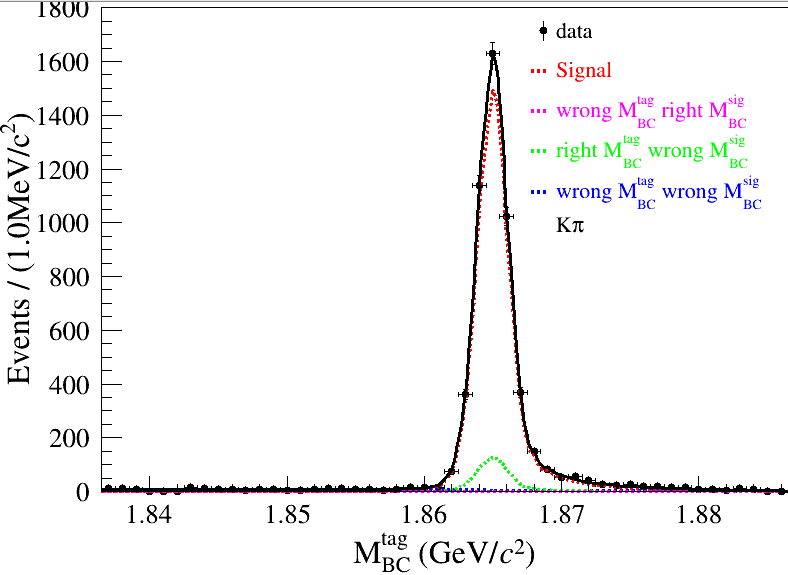 1800
1600
1400
1200
1000
800
600
400
200
0
Events / (1.0MeV/c²)
data
Signal
wrong M_BC^tag right M_BC^sig
right M_BC^tag wrong M_BC^sig
wrong M_BC^tag wrong M_BC^sig
Kπ
1.84 1.85 1.86 1.87 1.88
M_BC^tag (GeV/c²)